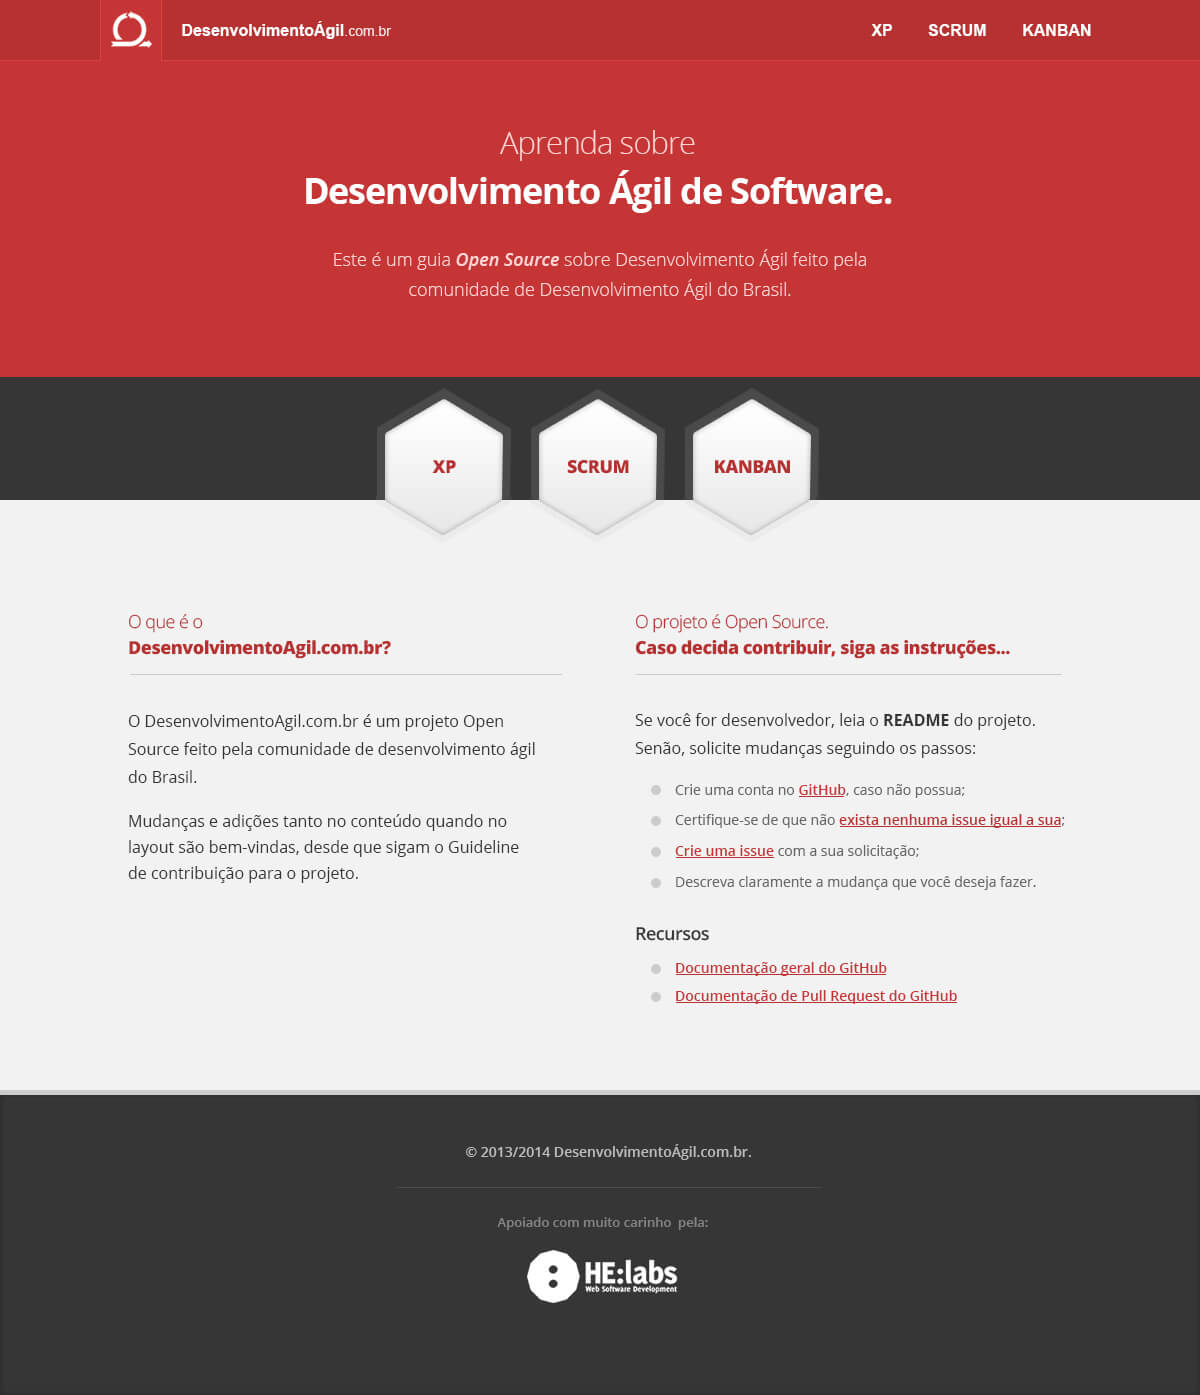 DesenvolvimentoÁgil.com.br
XP SCRUM KANBAN
Aprenda sobre
Desenvolvimento Ágil de Software.
Este é um guia Open Source sobre Desenvolvimento Ágil feito pela
comunidade de Desenvolvimento Ágil do Brasil.
XP
SCRUM
KANBAN
O que é o
DesenvolvimentoAgil.com.br?
O DesenvolvimentoAgil.com.br é um projeto Open
Source feito pela comunidade de desenvolvimento ágil
do Brasil.
Mudanças e adições tanto no conteúdo quando no
layout são bem-vindas, desde que sigam o Guideline
de contribuição para o projeto.
O projeto é Open Source.
Caso decida contribuir, siga as instruções...
Se você for desenvolvedor, leia o README do projeto.
Senão, solicite mudanças seguindo os passos:
Crie uma conta no GitHub, caso não possua;
Certifique-se de que não exista nenhuma issue igual a sua;
Crie uma issue com a sua solicitação;
Descreva claramente a mudança que você deseja fazer.
Recursos
Documentação geral do GitHub
Documentação de Pull Request do GitHub
© 2013/2014 DesenvolvimentoÁgil.com.br.
Apoiado com muito carinho pela:
HE:labs
Web Software Development